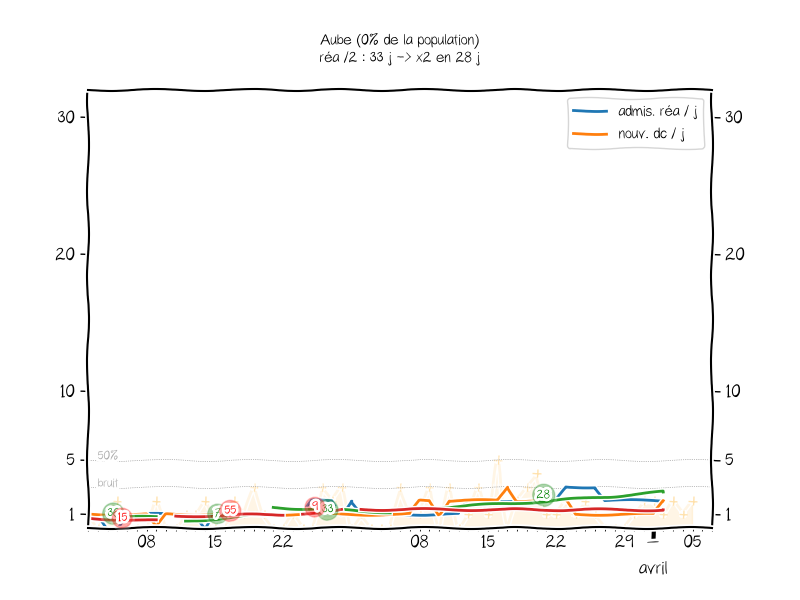 Aube (0% de la population)
réa /2 : 33 j -> x2 en 28 j
admis. réa / j
nouv. dc / j
30 30
20 20
10 10
50%
5 5
bruit
28
15 55 9 33
1 1
08 15 22 08 15 22 29 05
avril